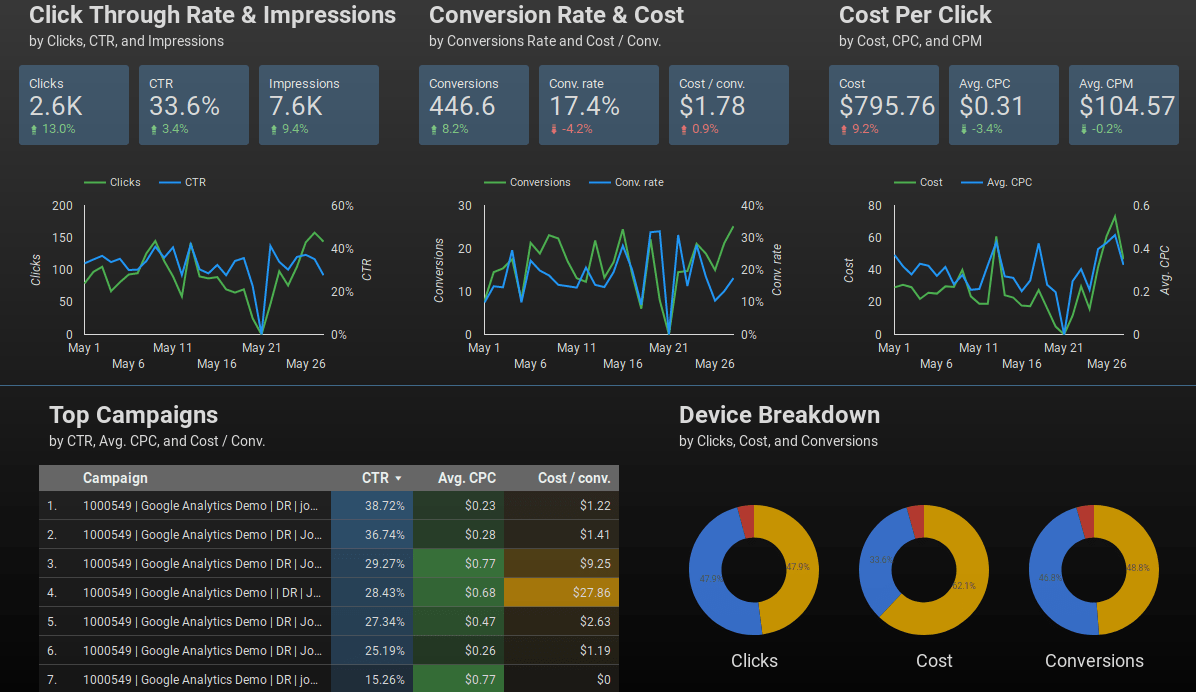 Click Through Rate & Impressions
by Clicks, CTR, and Impressions
Clicks
2.6K
13.0%
CTR
33.6%
3.4%
Impressions
7.6K
9.4%
Clicks CTR
200
150
100
50
0
Clicks
60%
40%
20%
0%
CTR
May 1 May 11 May 21
May 6 May 16 May 26
Conversion Rate & Cost
by Conversions Rate and Cost / Conv.
Conversions
446.6
8.2%
Conv. rate
17.4%
-4.2%
Cost / conv.
$1.78
0.9%
Conversions Conv. rate
30
20
10
0
Conversions
40%
30%
20%
10%
0%
Conv. rate
May 1 May 11 May 21
May 6 May 16 May 26
Cost Per Click
by Cost, CPC, and CPM
Cost
$795.76
9.2%
Avg. CPC
$0.31
-3.4%
Avg. CPM
$104.57
-0.2%
Cost Avg. CPC
80
60
40
20
0
Cost
0.6
0.4
0.2
0
Avg. CPC
May 1 May 11 May 21
May 6 May 16 May 26
Top Campaigns
by CTR, Avg. CPC, and Cost / Conv.
Campaign CTR Avg. CPC Cost / conv.
1. 1000549 | Google Analytics Demo | DR | jo... 38.72% $0.23 $1.22
2. 1000549 | Google Analytics Demo | DR | Jo... 36.74% $0.28 $1.41
3. 1000549 | Google Analytics Demo | DR | Jo... 29.27% $0.77 $9.25
4. 1000549 | Google Analytics Demo | | DR | J... 28.43% $0.68 $27.86
5. 1000549 | Google Analytics Demo | DR | Jo... 27.34% $0.47 $2.63
6. 1000549 | Google Analytics Demo | DR | Jo... 25.19% $0.26 $1.19
7. 1000549 | Google Analytics Demo | DR | jo... 15.26% $0.77 $0
Device Breakdown
by Clicks, Cost, and Conversions
47.9% 47.9%
62.1%
48.8%
Clicks Cost Conversions